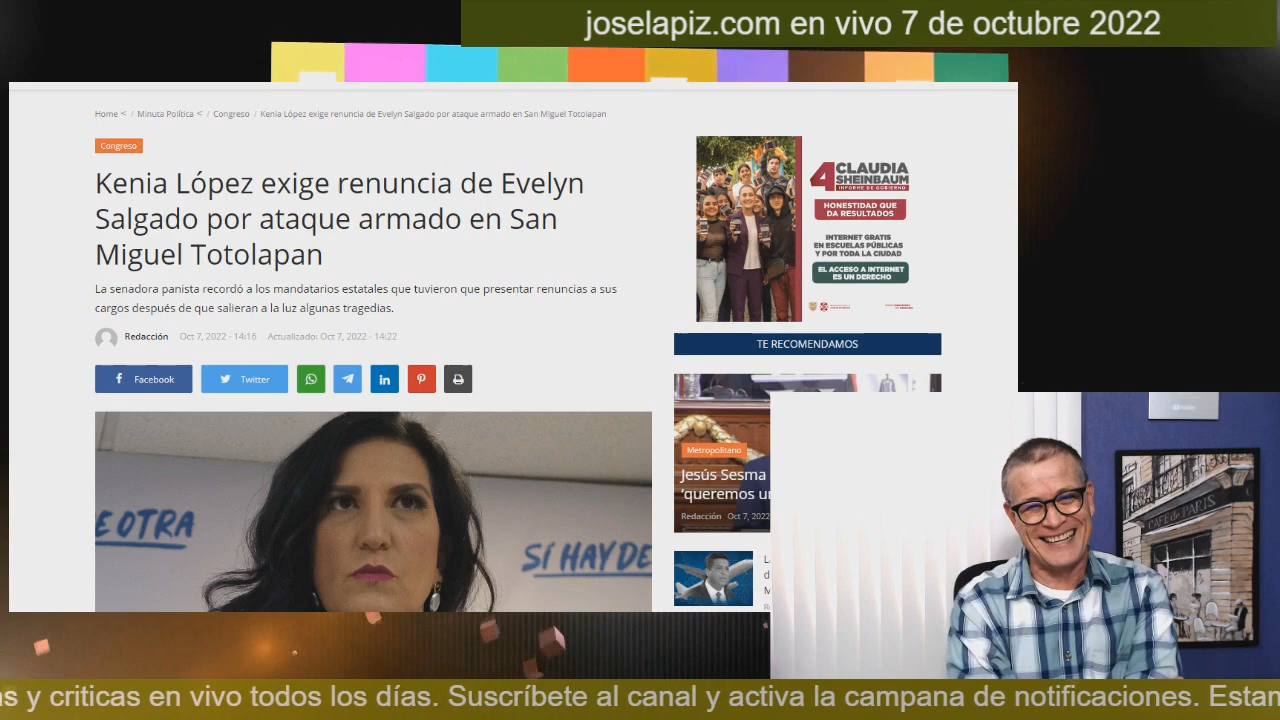 joselapiz.com en vivo 7 de octubre 2022
Home < / Minuta Política < / Congreso / Kenia López exige renuncia de Evelyn Salgado por ataque armado en San Miguel Totolapan
Congreso
Kenia López exige renuncia de Evelyn
Salgado por ataque armado en San
Miguel Totolapan
La senadora panista recordó a los mandatarios estatales que tuvieron que presentar renuncias a sus
cargos después de que salieran a la luz algunas tragedias.
Redacción Oct 7, 2022 - 14:16 Actualizado: Oct 7, 2022 - 14:22
Facebook Twitter
E OTRA
SÍ HAY DE
4 CLAUDIA
SHEINBAUM
INFORME DE GOBIERNO
HONESTIDAD QUE
DA RESULTADOS
INTERNET GRATIS
EN ESCUELAS PÚBLICAS
Y POR TODA LA CIUDAD
EL ACCESO A INTERNET
ES UN DERECHO
TE RECOMENDAMOS
Metropolitano
Jesús Sesma
'queremos un
Redacción Oct 7, 2022
CAFE de PARIS
as y criticas en vivo todos los días. Suscríbete al canal y activa la campana de notificaciones. Estan